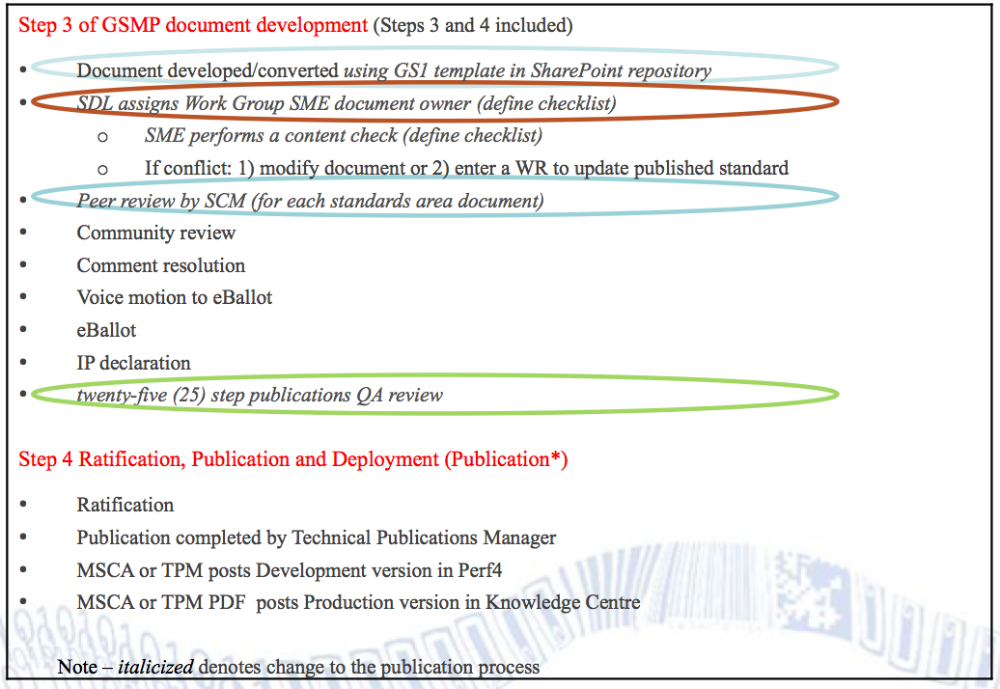 Step 3 of GSMP document development (Steps 3 and 4 included)
• Document developed/converted using GS1 template in SharePoint repository
• SDL assigns Work Group SME document owner (define checklist)
o SME performs a content check (define checklist)
o If conflict: 1) modify document or 2) enter a WR to update published standard
• Peer review by SCM (for each standards area document)
• Community review
• Comment resolution
• Voice motion to eBallot
• eBallot
• IP declaration
• twenty-five (25) step publications QA review
Step 4 Ratification, Publication and Deployment (Publication*)
• Ratification
• Publication completed by Technical Publications Manager
• MSCA or TPM posts Development version in Perf4
• MSCA or TPM PDF  posts Production version in Knowledge Centre
Note – italicized denotes change to the publication process